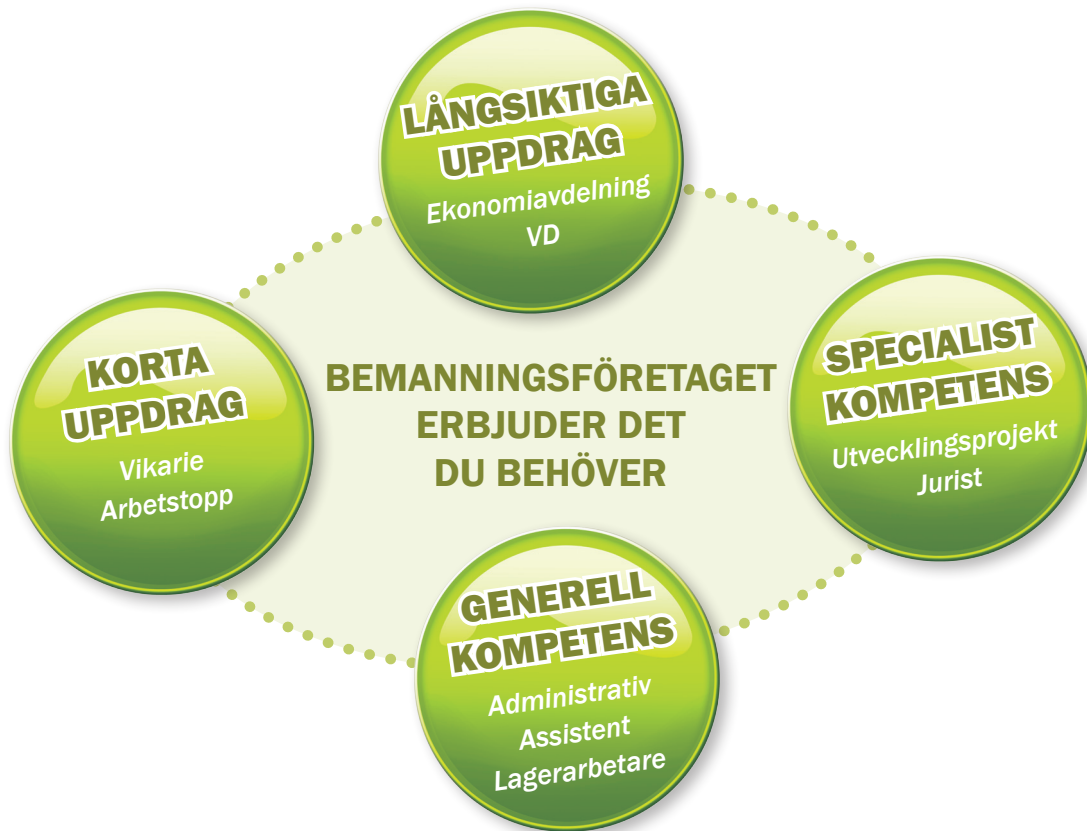 LÅNGSIKTIGA
UPPDRAG
Ekonomiavdelning
VD
KORTA
UPPDRAG
Vikarie
Arbetstopp
BEMANNINGSFÖRETAGET
ERBJUDER DET
DU BEHÖVER
SPECIALIST
KOMPETENS
Utvecklingsprojekt
Jurist
GENERELL
KOMPETENS
Administrativ
Assistent
Lagerarbetare